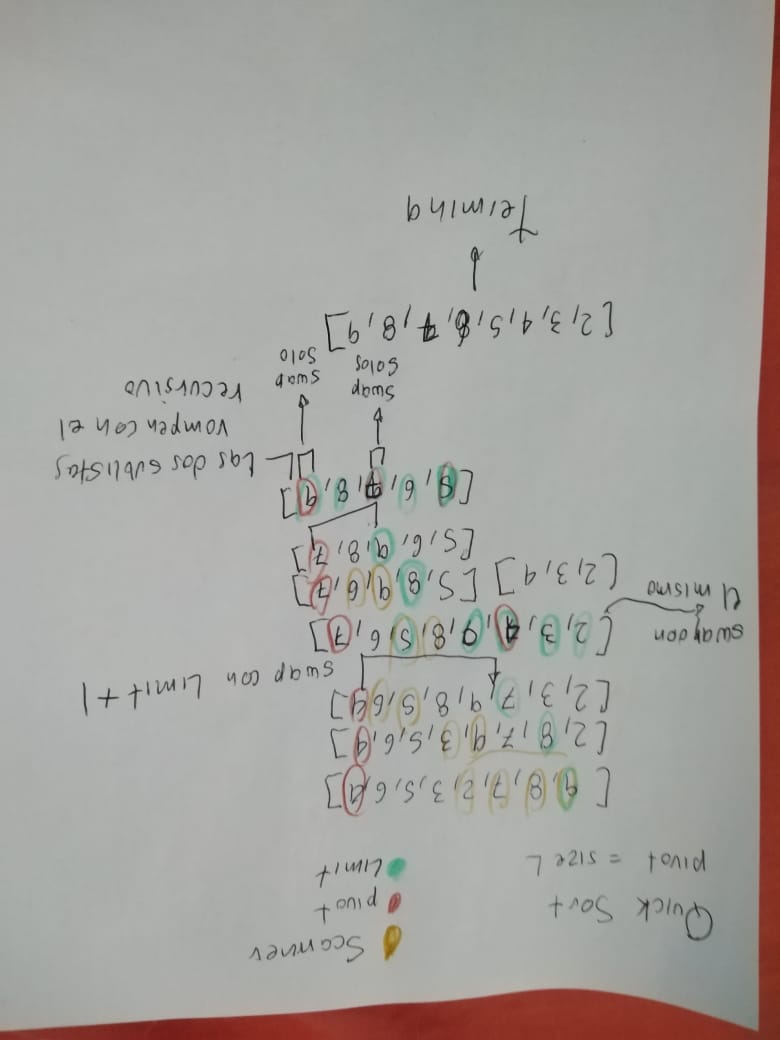 Scanner
Quick Sort
pivot
pivot = size L
Limit
[9,8,7,2,3,5,6,4]
[2,8,7,9,3,5,6,4]
[2,3,7,9,8,5,6,4]
swap con Limit+1
[2,3,4,9,8,5,6,7]
swap con
el mismo
[2,3,4] [5,8,9,6,7]
[5,6,9,8,7]
[5,6,7,8,9]
Las dos sublistas
rompen con el
recursivo
swap
solos
swap
solo
[2,3,4,5,6,7,8,9]
Termina